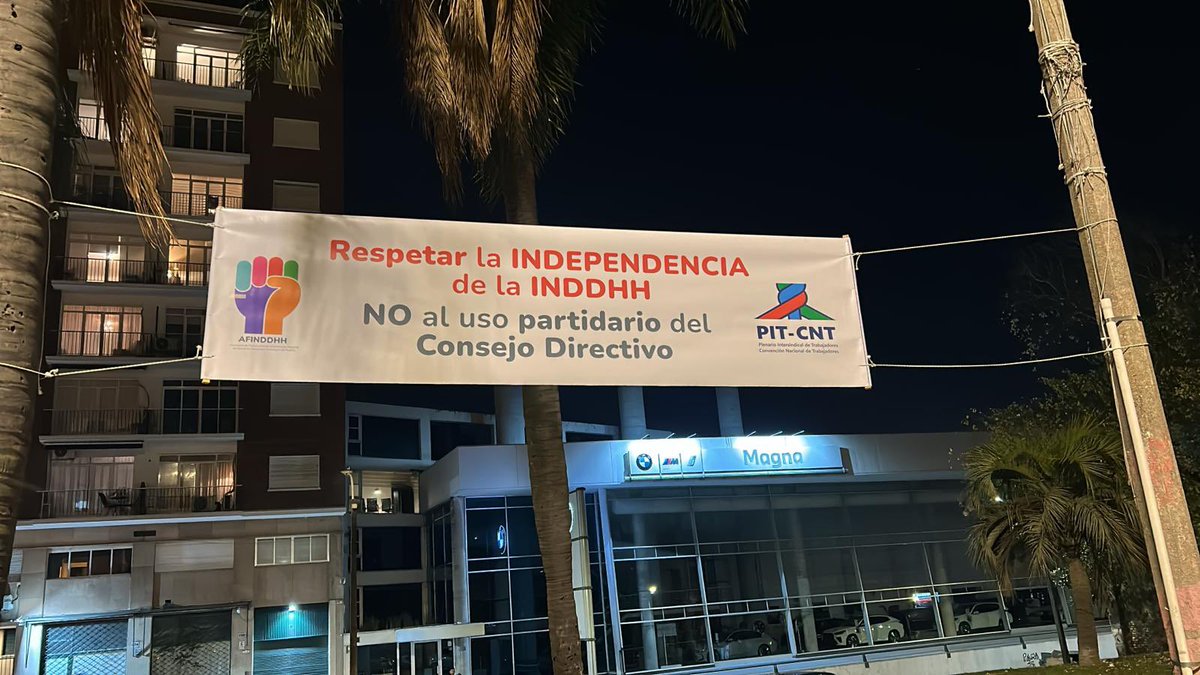 Respetar la INDEPENDENCIA
de la INDDHH
NO al uso partidario del
Consejo Directivo
AFINDDHH
PIT-CNT
Plenario Intersindical de Trabajadores
Convención Nacional de Trabajadores
Magna